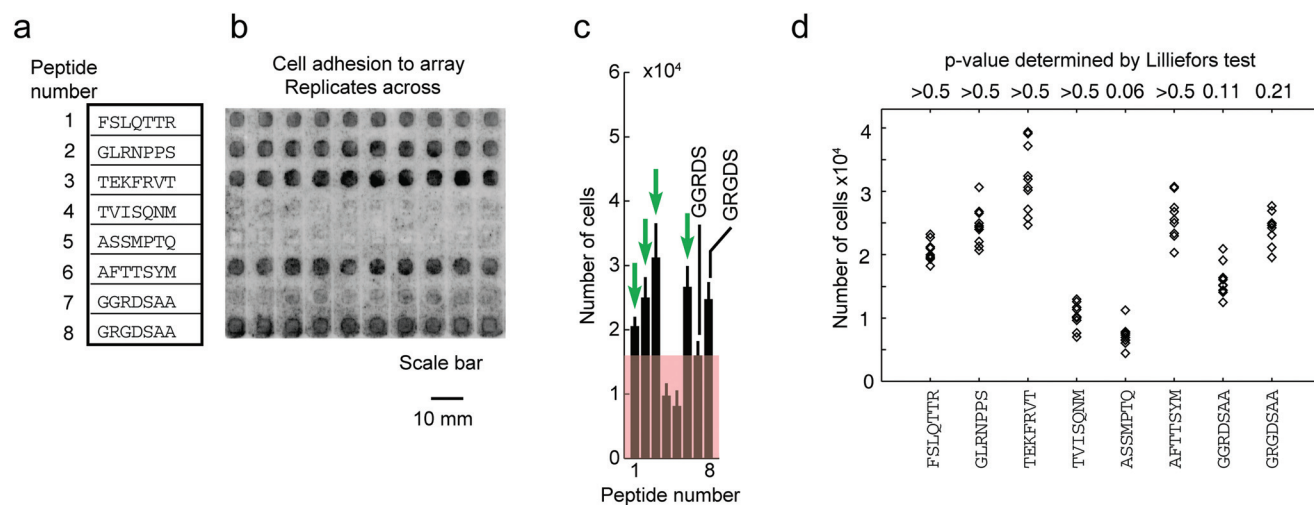 a
Peptide
number
1 FSLQTTR
2 GLRNPPS
3 TEKFRVT
4 TVISQNM
5 ASSMPTQ
6 AFTTSYM
7 GGRDSAA
8 GRGDSAA
b
Cell adhesion to array
Replicates across
Scale bar
10 mm
c
x10⁴
Number of cells
6
5
4
3
2
1
0
GGRDS
GRGDS
1 8
Peptide number
d
p-value determined by Lilliefors test
>0.5 >0.5 >0.5 >0.5 0.06 >0.5 0.11 0.21
Number of cells x10⁴
4
3
2
1
0
FSLQTTR
GLRNPPS
TEKFRVT
TVISQNM
ASSMPTQ
AFTTSYM
GGRDSAA
GRGDSAA